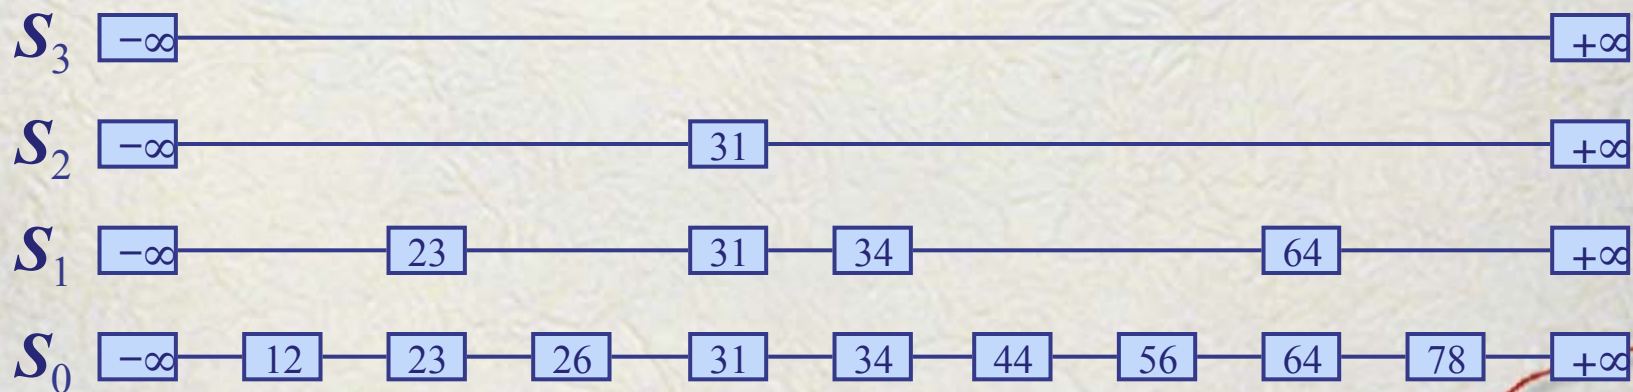 S3 −∞ +∞
S2 −∞ 31 +∞
S1 −∞ 23 31 34 64 +∞
S0 −∞ 12 23 26 31 34 44 56 64 78 +∞